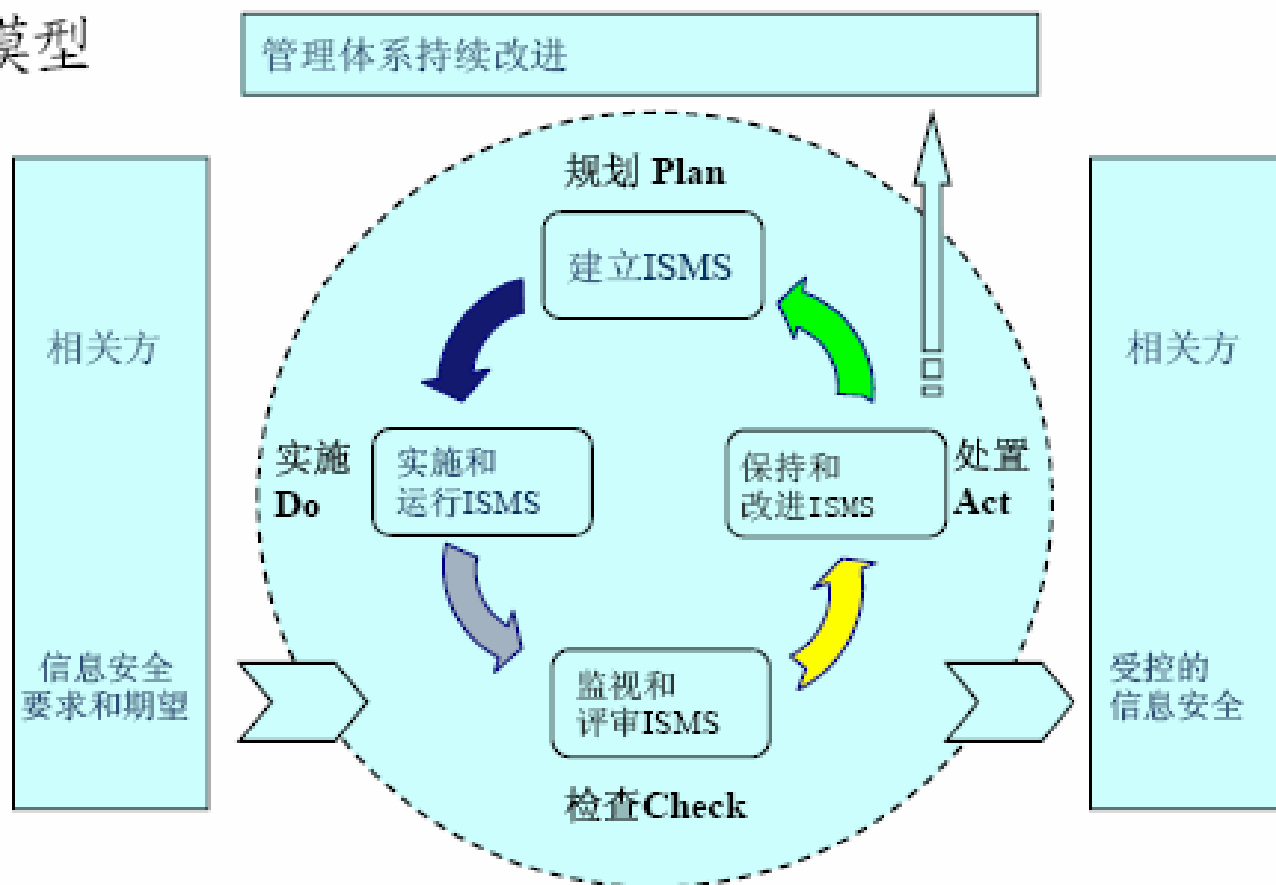 模型
管理体系持续改进
规划 Plan
建立ISMS
相关方
相关方
实施
Do
实施和
运行ISMS
保持和
改进ISMS
处置
Act
信息安全
要求和期望
监视和
评审ISMS
受控的
信息安全
检查Check